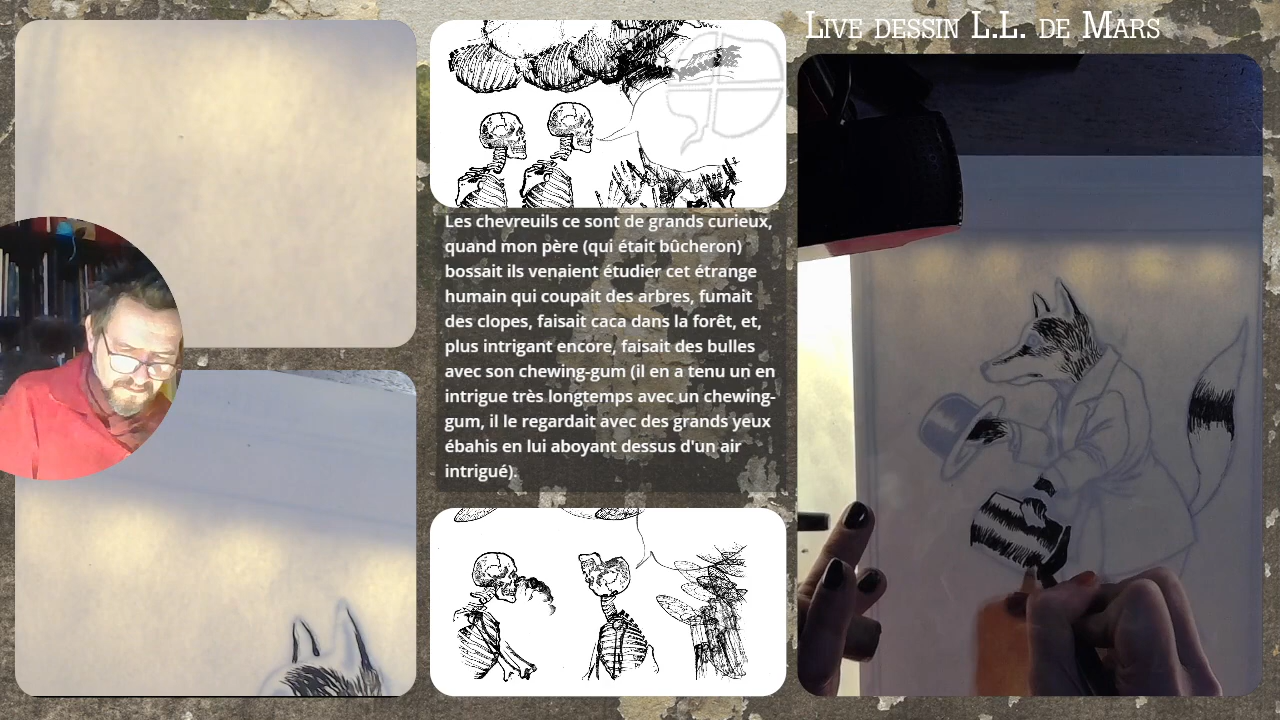 Live dessin L.L. de Mars
Les chevreuils ce sont de grands curieux,
quand mon père (qui était bûcheron)
bossait ils venaient étudier cet étrange
humain qui coupait des arbres, fumait
des clopes, faisait caca dans la forêt, et,
plus intrigant encore, faisait des bulles
avec son chewing-gum (il en a tenu un en
intrigue très longtemps avec un chewing-
gum, il le regardait avec des grands yeux
ébahis en lui aboyant dessus d'un air
intrigué).